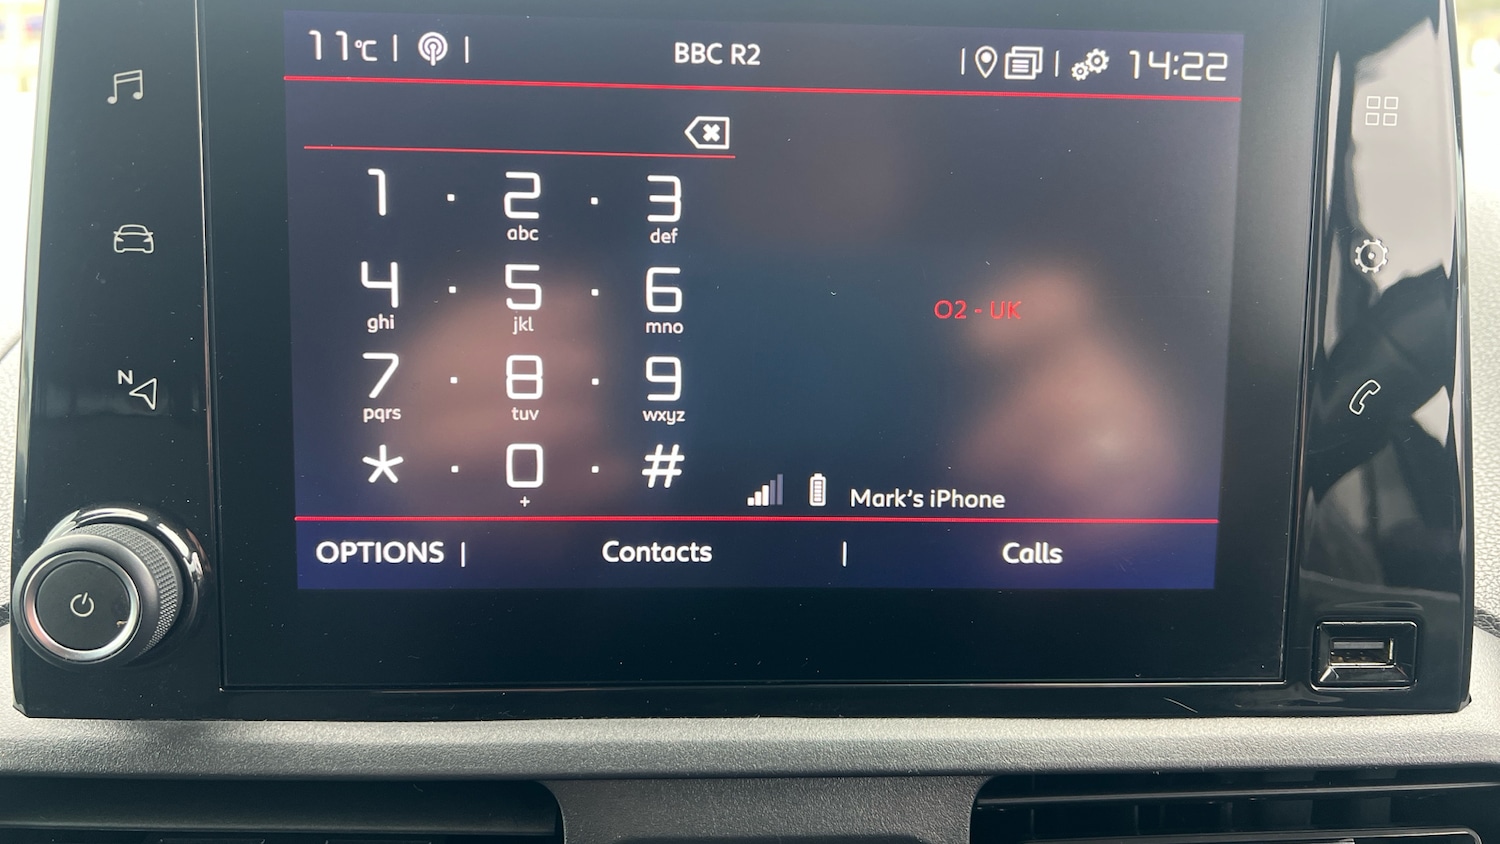 11°C | | BBC R2 | | 14:22
1 · 2 · 3
abc def
4 · 5 · 6
ghi jkl mno
7 · 8 · 9
pqrs tuv wxyz
* · 0 · #
+
O2 - UK
Mark's iPhone
OPTIONS | Contacts | Calls
N